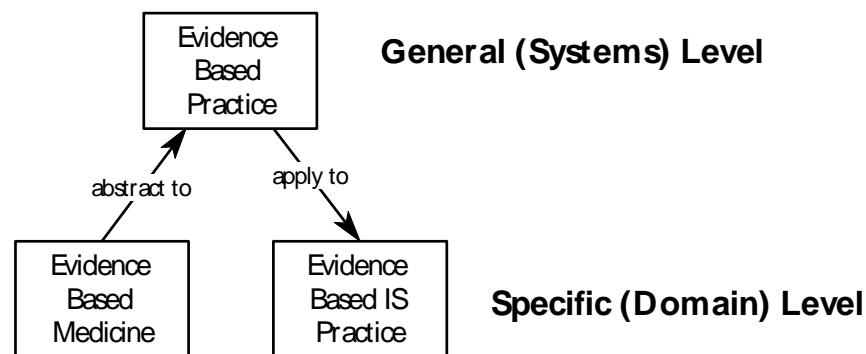 Evidence
Based
Practice
General (Systems) Level
abstract to
apply to
Evidence
Based
Medicine
Evidence
Based IS
Practice
Specific (Domain) Level